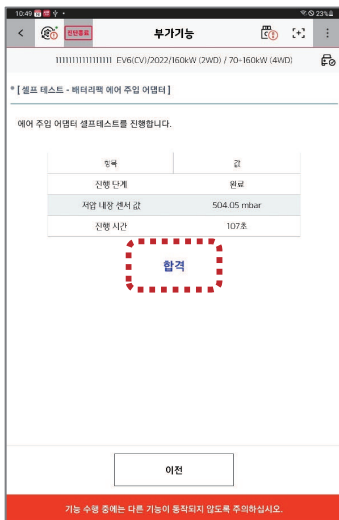 10:49
23%
진단종료
부가기능
11111111111111111 EV6(CV)/2022/160kW (2WD) / 70+160kW (4WD)
* [ 셀프 테스트 - 배터리팩 에어 주입 어댑터 ]
에어 주입 어댑터 셀프테스트를 진행합니다.
항목 값
진행 단계 완료
저압 내장 센서 값 504.05 mbar
진행 시간 107초
합격
이전
기능 수행 중에는 다른 기능이 동작되지 않도록 주의하십시오.